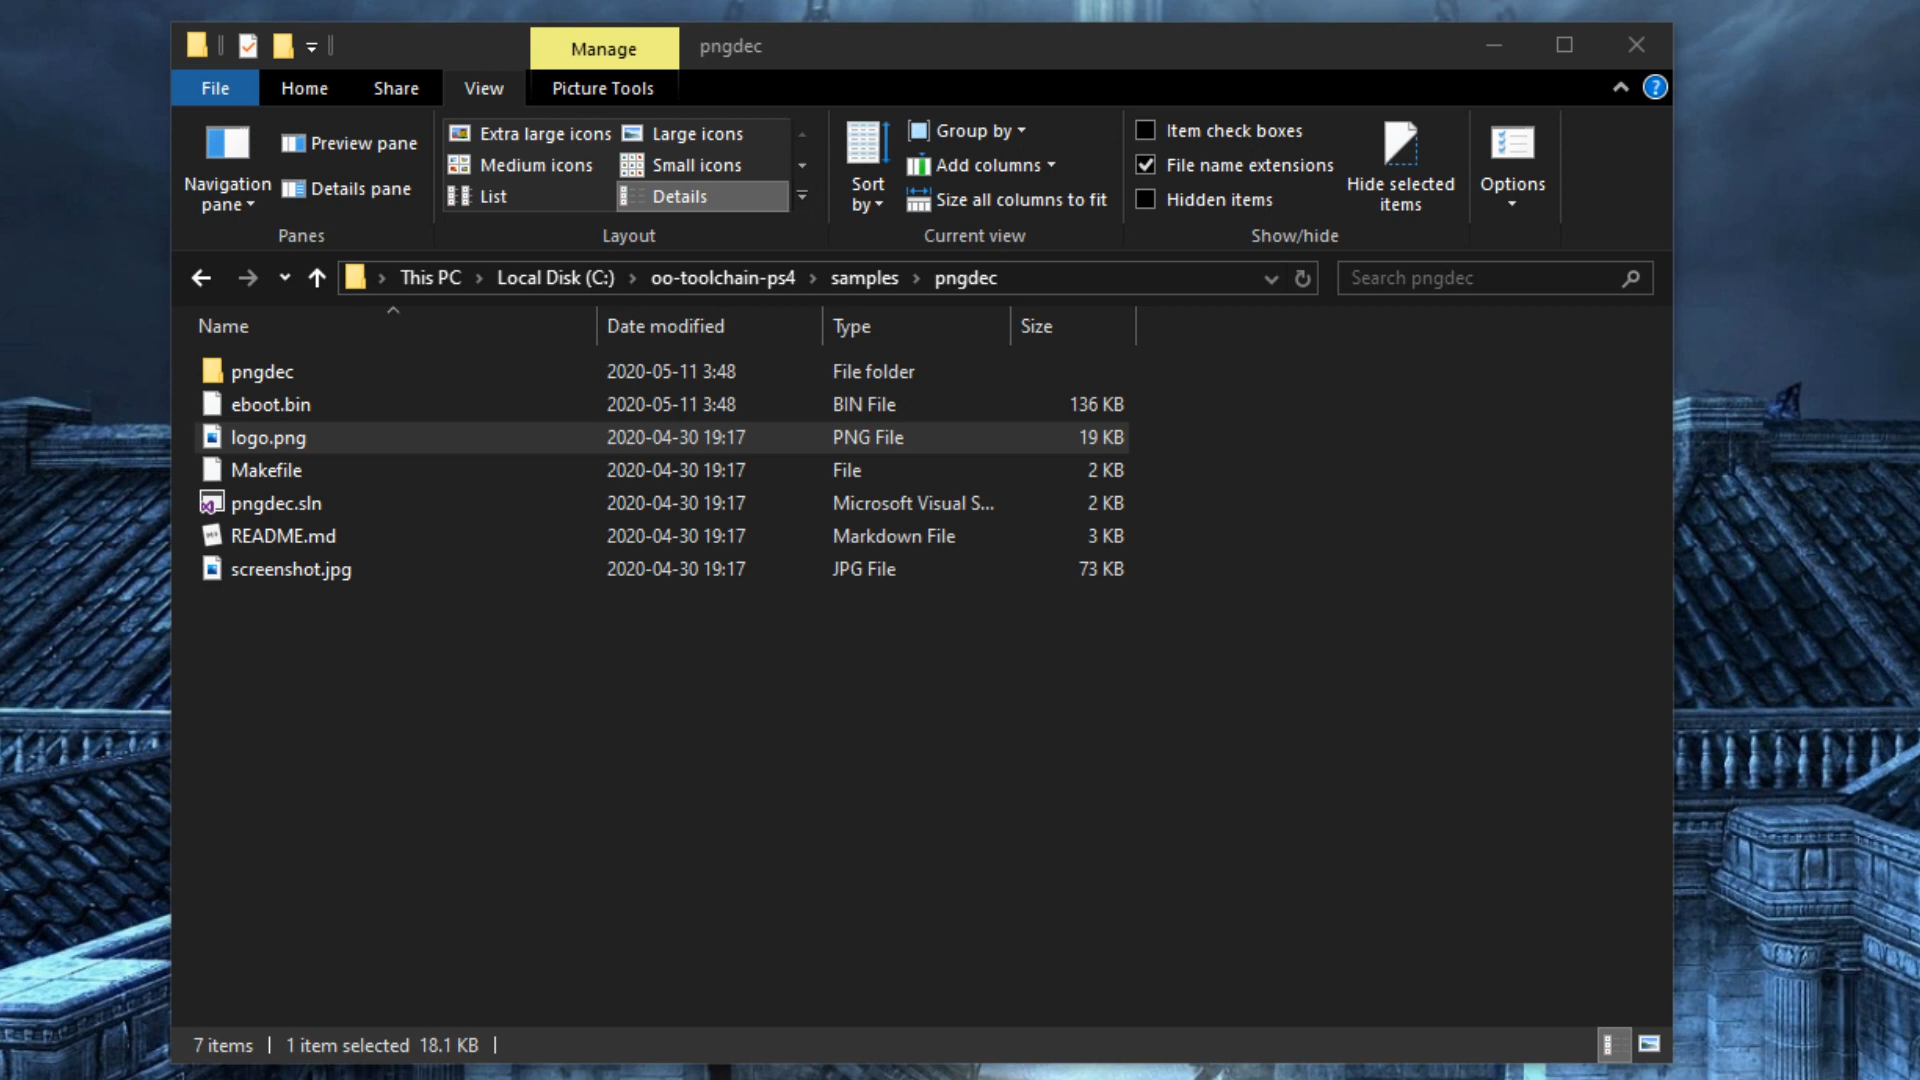 Manage pngdec
File Home Share View Picture Tools
Navigation pane
Preview pane
Details pane
Panes
Extra large icons Large icons
Medium icons Small icons
List Details
Layout
Sort by
Group by
Add columns
Size all columns to fit
Current view
Item check boxes
File name extensions
Hidden items
Hide selected items
Show/hide
Options
This PC Local Disk (C:) oo-toolchain-ps4 samples pngdec Search pngdec
Name Date modified Type Size
pngdec 2020-05-11 3:48 File folder
eboot.bin 2020-05-11 3:48 BIN File 136 KB
logo.png 2020-04-30 19:17 PNG File 19 KB
Makefile 2020-04-30 19:17 File 2 KB
pngdec.sln 2020-04-30 19:17 Microsoft Visual S... 2 KB
README.md 2020-04-30 19:17 Markdown File 3 KB
screenshot.jpg 2020-04-30 19:17 JPG File 73 KB
7 items 1 item selected 18.1 KB